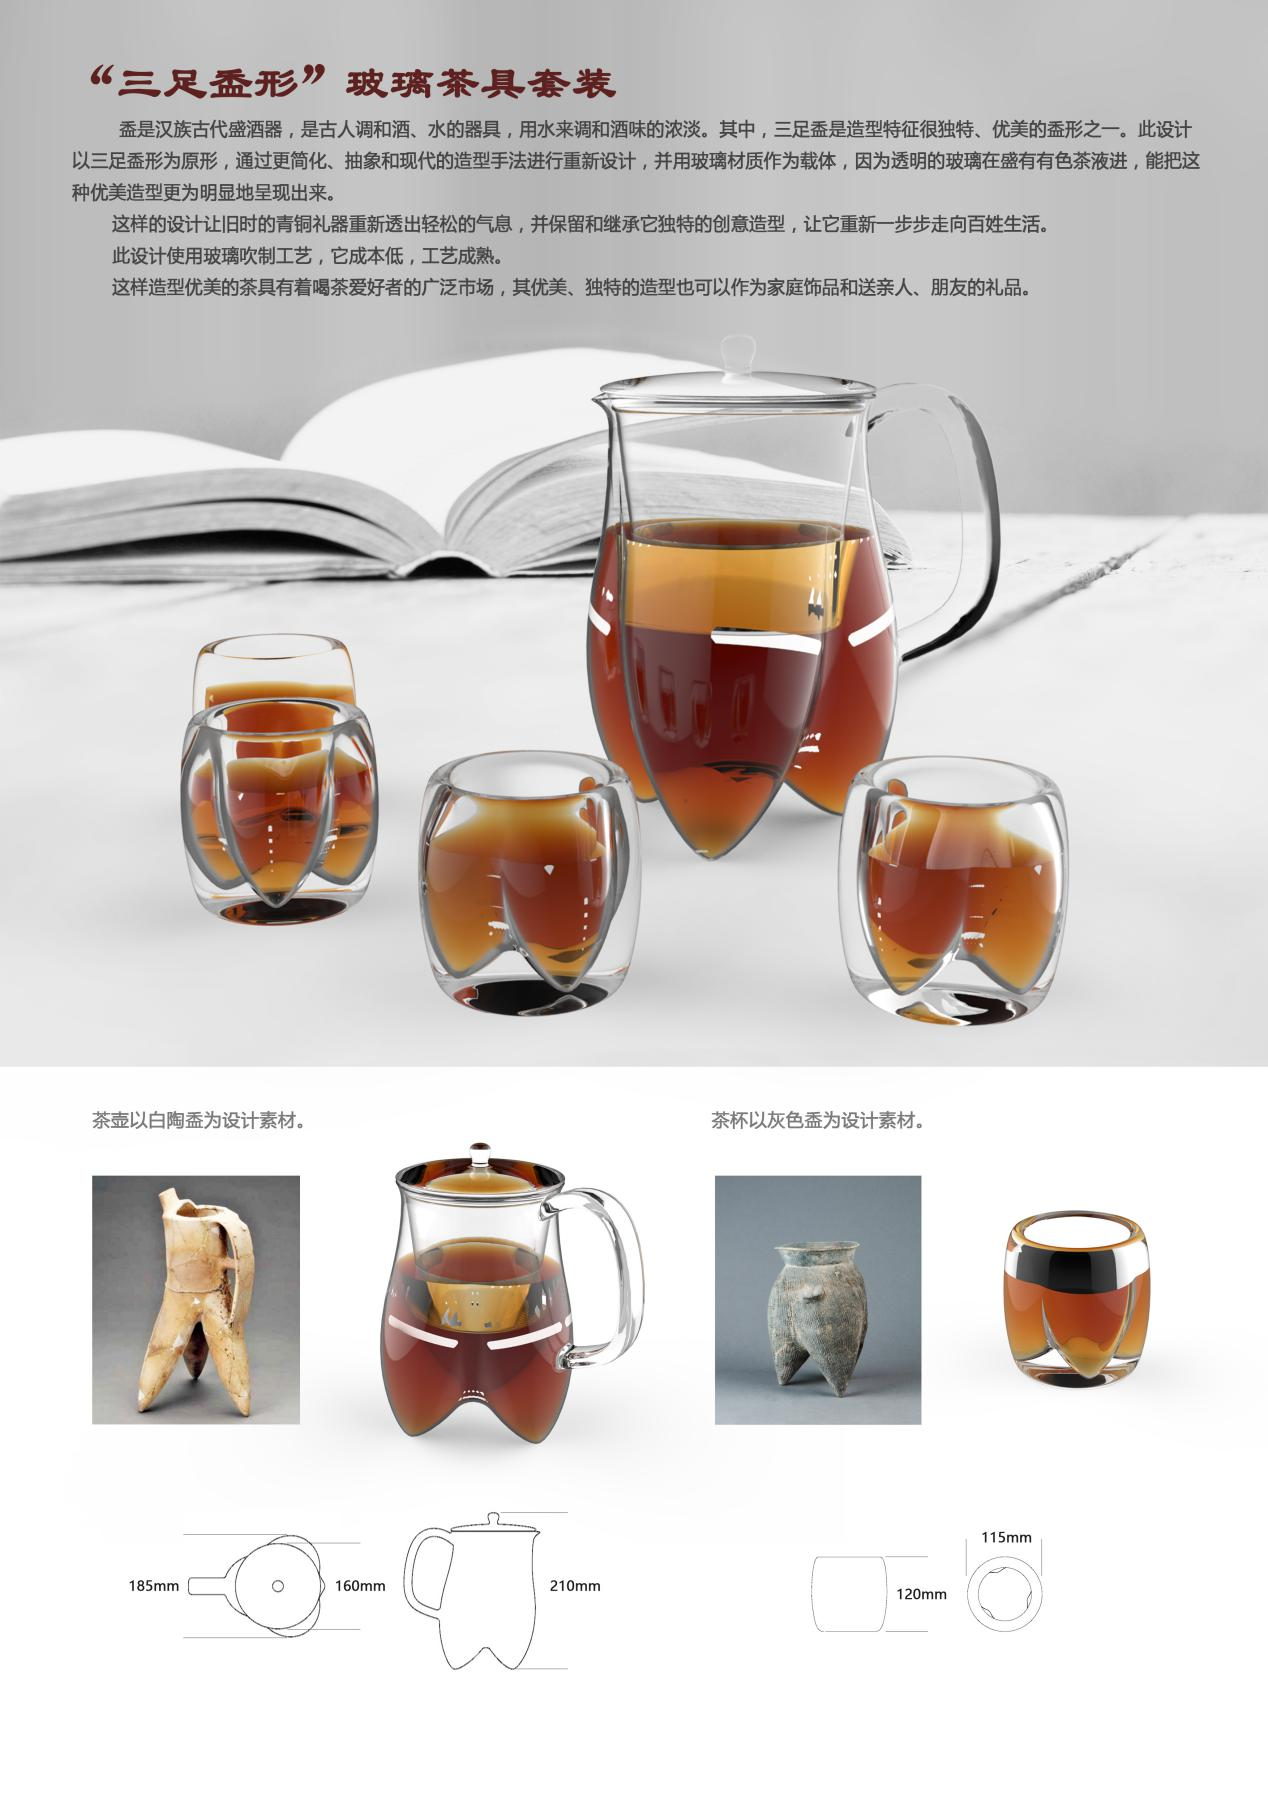 “三足盉形”玻璃茶具套装
盉是汉族古代盛酒器，是古人调和酒、水的器具，用水来调和酒味的浓淡。其中，三足盉是造型特征很独特、优美的盉形之一。此设计
以三足盉形为原形，通过更简化、抽象和现代的造型手法进行重新设计，并用玻璃材质作为载体，因为透明的玻璃在盛有有色茶液进，能把这
种优美造型更为明显地呈现出来。
这样的设计让旧时的青铜礼器重新透出轻松的气息，并保留和继承它独特的创意造型，让它重新一步步走向百姓生活。
此设计使用玻璃吹制工艺，它成本低，工艺成熟。
这样造型优美的茶具有着喝茶爱好者的广泛市场，其优美、独特的造型也可以作为家庭饰品和送亲人、朋友的礼品。
茶壶以白陶盉为设计素材。
茶杯以灰色盉为设计素材。
185mm
160mm
210mm
120mm
115mm